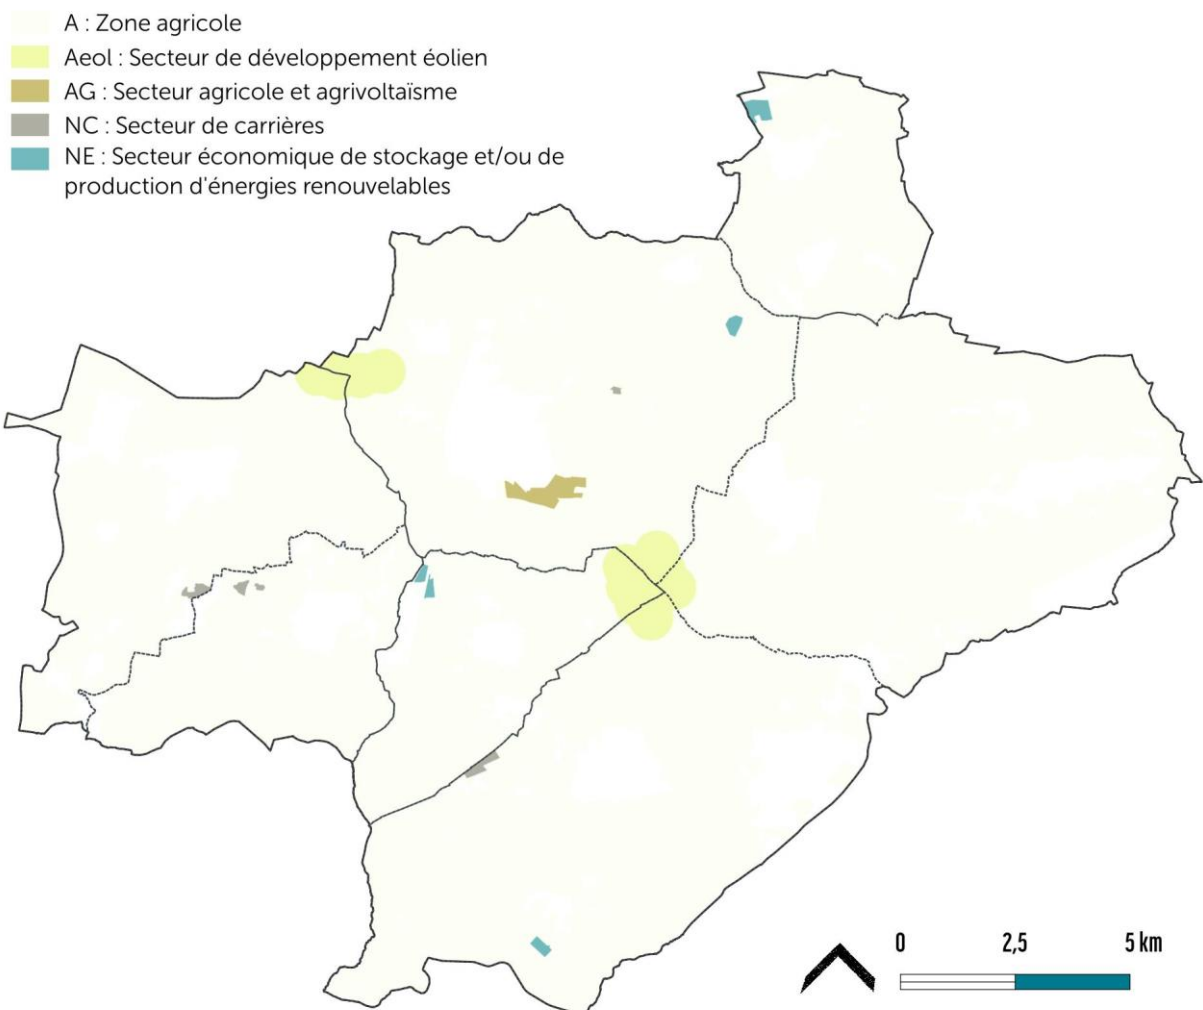 A : Zone agricole
Aeol : Secteur de développement éolien
AG : Secteur agricole et agrivoltaïsme
NC : Secteur de carrières
NE : Secteur économique de stockage et/ou de
production d'énergies renouvelables
0 2,5 5 km